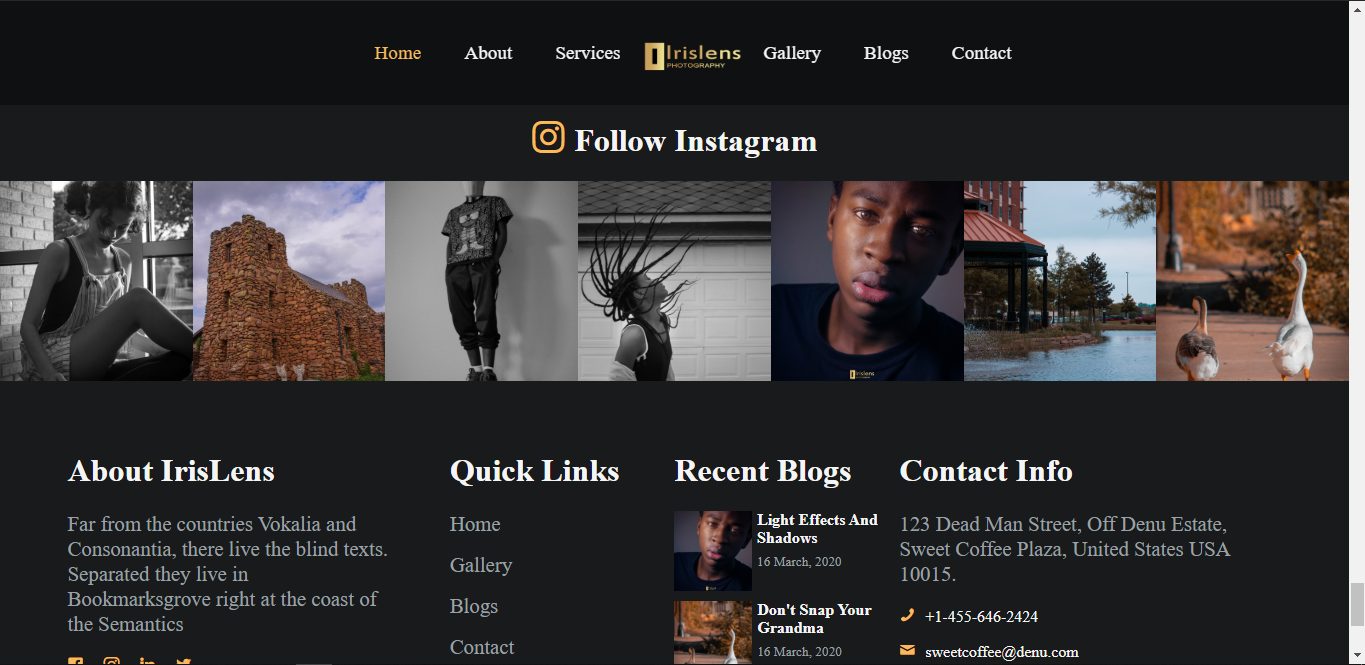 Home About Services Irislens PHOTOGRAPHY Gallery Blogs Contact
Follow Instagram
Irislens
About IrisLens
Far from the countries Vokalia and
Consonantia, there live the blind texts.
Separated they live in
Bookmarksgrove right at the coast of
the Semantics
Quick Links
Home
Gallery
Blogs
Contact
Recent Blogs
Light Effects And
Shadows
16 March, 2020
Don't Snap Your
Grandma
16 March, 2020
Contact Info
123 Dead Man Street, Off Denu Estate,
Sweet Coffee Plaza, United States USA
10015.
+1-455-646-2424
sweetcoffee@denu.com